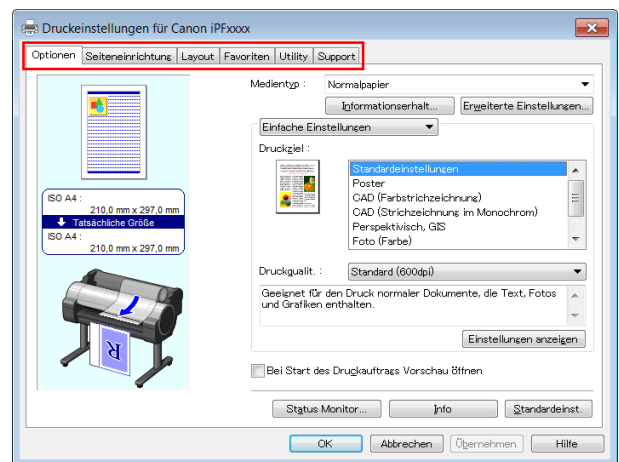 Druckeinstellungen für Canon iPFxxxx
Optionen Seiteneinrichtung Layout Favoriten Utility Support
Medientyp : Normalpapier
Informationserhalt... Erweiterte Einstellungen...
Einfache Einstellungen
Druckziel :
Standardeinstellungen
Poster
CAD (Farbstrichzeichnung)
CAD (Strichzeichnung im Monochrom)
Perspektivisch, GIS
Foto (Farbe)
ISO A4 :
210,0 mm x 297,0 mm
Tatsächliche Größe
ISO A4 :
210,0 mm x 297,0 mm
Druckqualit. : Standard (600dpi)
Geeignet für den Druck normaler Dokumente, die Text, Fotos
und Grafiken enthalten.
Einstellungen anzeigen
R
Bei Start des Druckauftrags Vorschau öffnen
Status Monitor... Info Standardeinst.
OK Abbrechen Übernehmen Hilfe